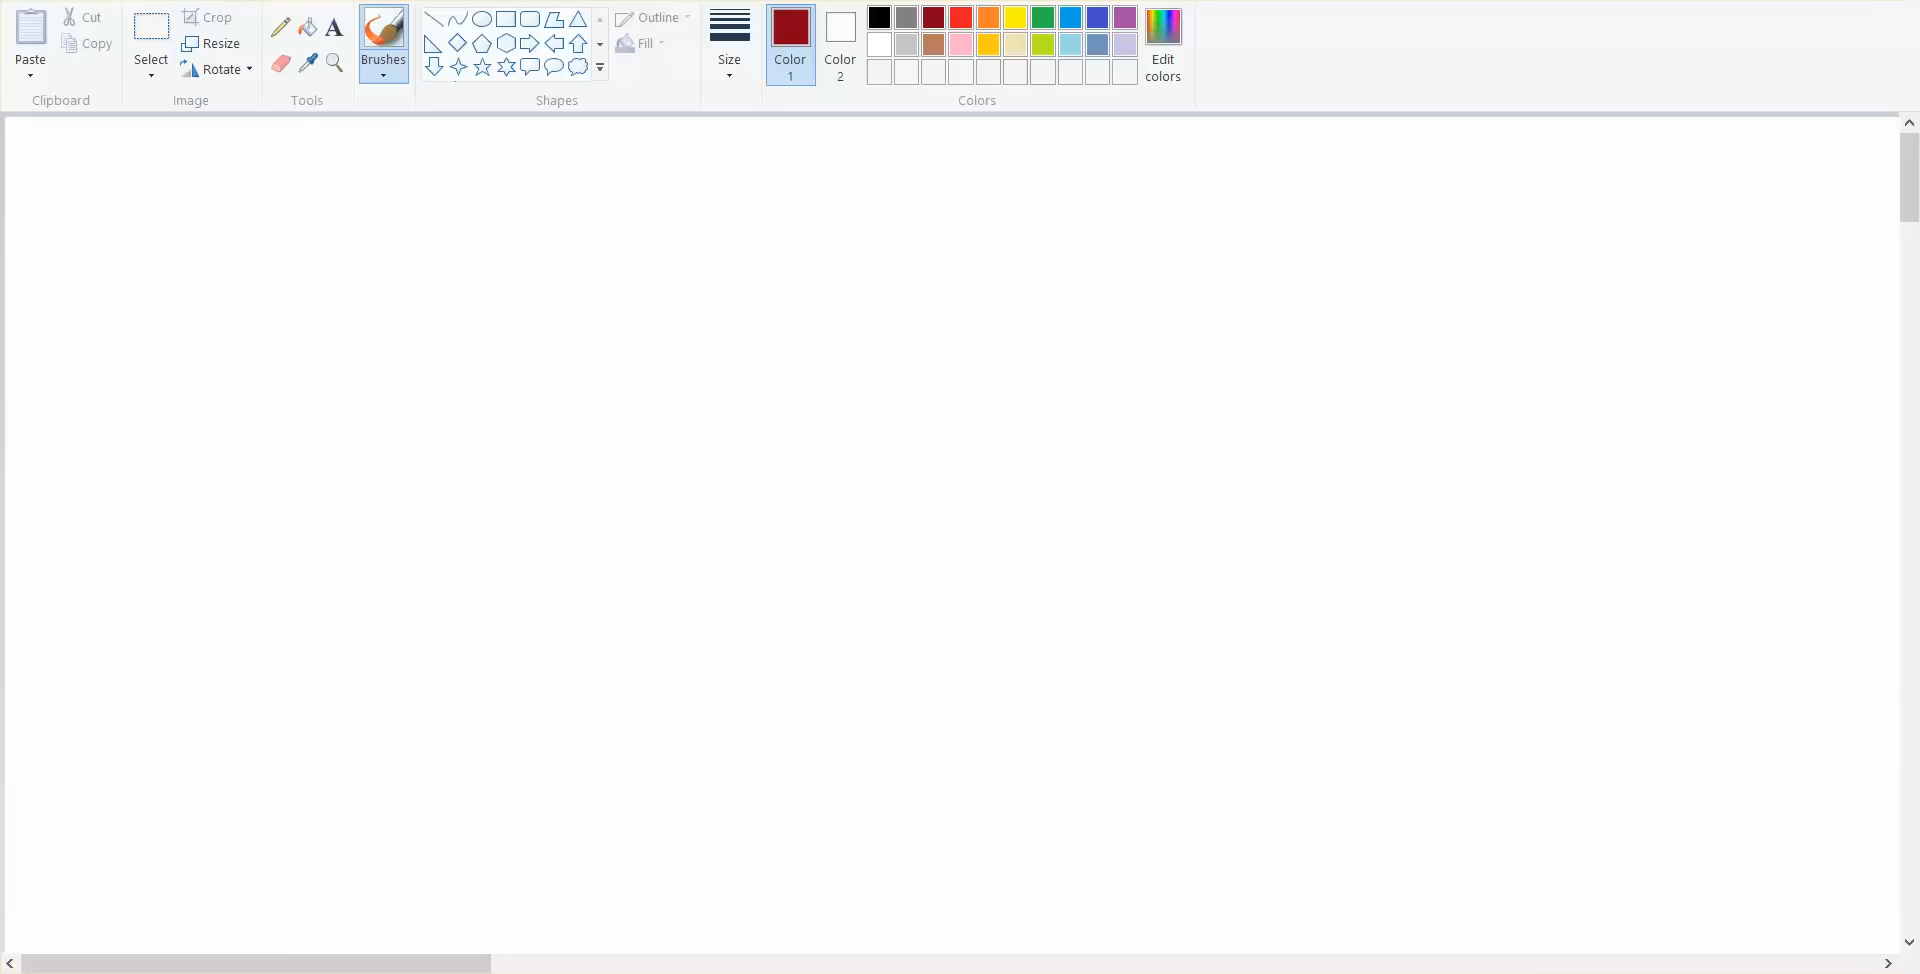 Paste
Cut
Copy
Clipboard
Select
Crop
Resize
Rotate
Image
A
Tools
Brushes
Shapes
Outline
Fill
Size
Color
1
Color
2
Colors
Edit
colors